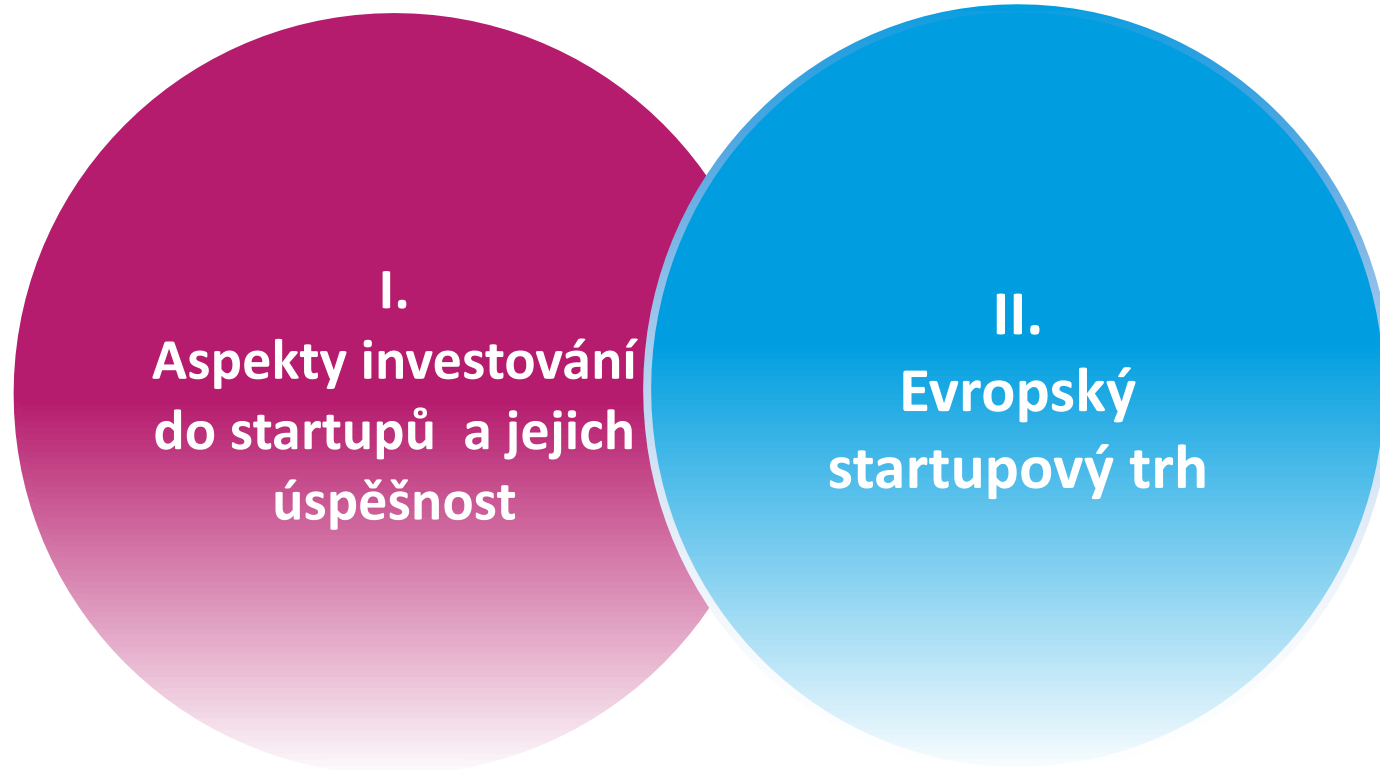 I.
Aspekty investování
do startupů  a jejich
úspěšnost
II.
Evropský
startupový trh